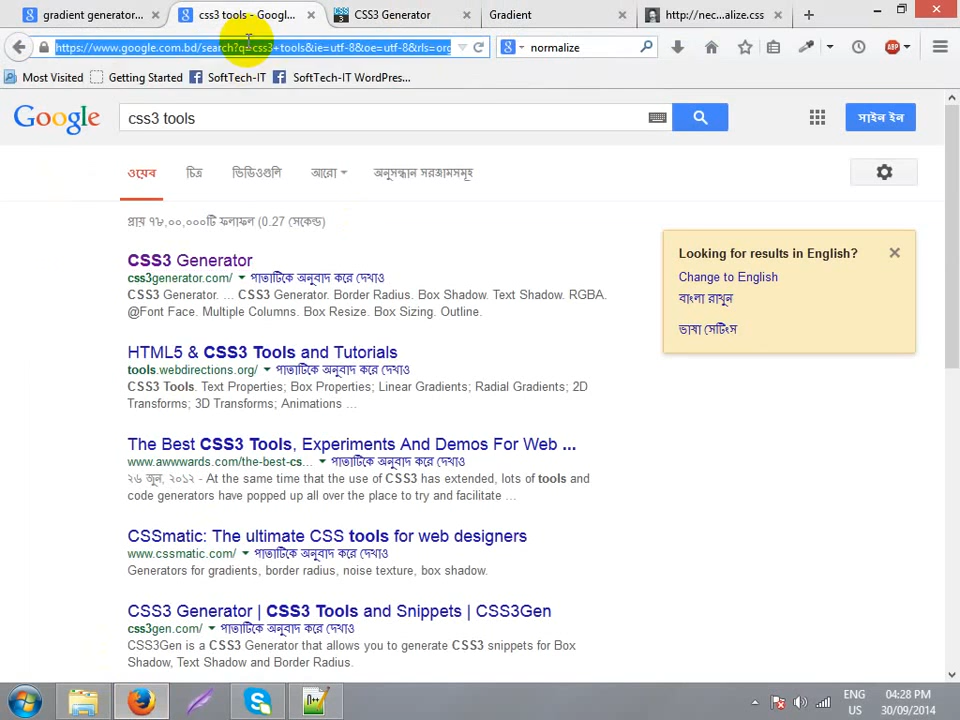 gradient generator...
css3 tools - Googl...
CSS3 Generator
Gradient
http://nec...alize.css
https://www.google.com.bd/search?q=css3+tools&ie=utf-8&oe=utf-8&rls=org
normalize
ABP
Most Visited
Getting Started
SoftTech-IT
SoftTech-IT WordPres...
Google
css3 tools
সাইন ইন
ওয়েব
চিত্র
ভিডিওগুলি
আরো
অনুসন্ধান সরঞ্জামসমূহ
প্রায় ৭৮,০০,০০০টি ফলাফল (0.27 সেকেন্ড)
Looking for results in English?
Change to English
বাংলা রাখুন
ভাষা সেটিংস
CSS3 Generator
css3generator.com/ পাতাটিকে অনুবাদ করে দেখাও
CSS3 Generator. ... CSS3 Generator. Border Radius. Box Shadow. Text Shadow. RGBA.
@Font Face. Multiple Columns. Box Resize. Box Sizing. Outline.
HTML5 & CSS3 Tools and Tutorials
tools.webdirections.org/ পাতাটিকে অনুবাদ করে দেখাও
CSS3 Tools. Text Properties; Box Properties; Linear Gradients; Radial Gradients; 2D
Transforms; 3D Transforms; Animations ...
The Best CSS3 Tools, Experiments And Demos For Web ...
www.awwwards.com/the-best-cs... পাতাটিকে অনুবাদ করে দেখাও
২৬ জুন, ২০১২ - At the same time that the use of CSS3 has extended, lots of tools and
code generators have popped up all over the place to try and facilitate ...
CSSmatic: The ultimate CSS tools for web designers
www.cssmatic.com/ পাতাটিকে অনুবাদ করে দেখাও
Generators for gradients, border radius, noise texture, box shadow.
CSS3 Generator | CSS3 Tools and Snippets | CSS3Gen
css3gen.com/ পাতাটিকে অনুবাদ করে দেখাও
CSS3Gen is a CSS3 Generator that allows you to generate CSS3 snippets for Box
Shadow, Text Shadow and Border Radius.
ENG
US
04:28 PM
30/09/2014